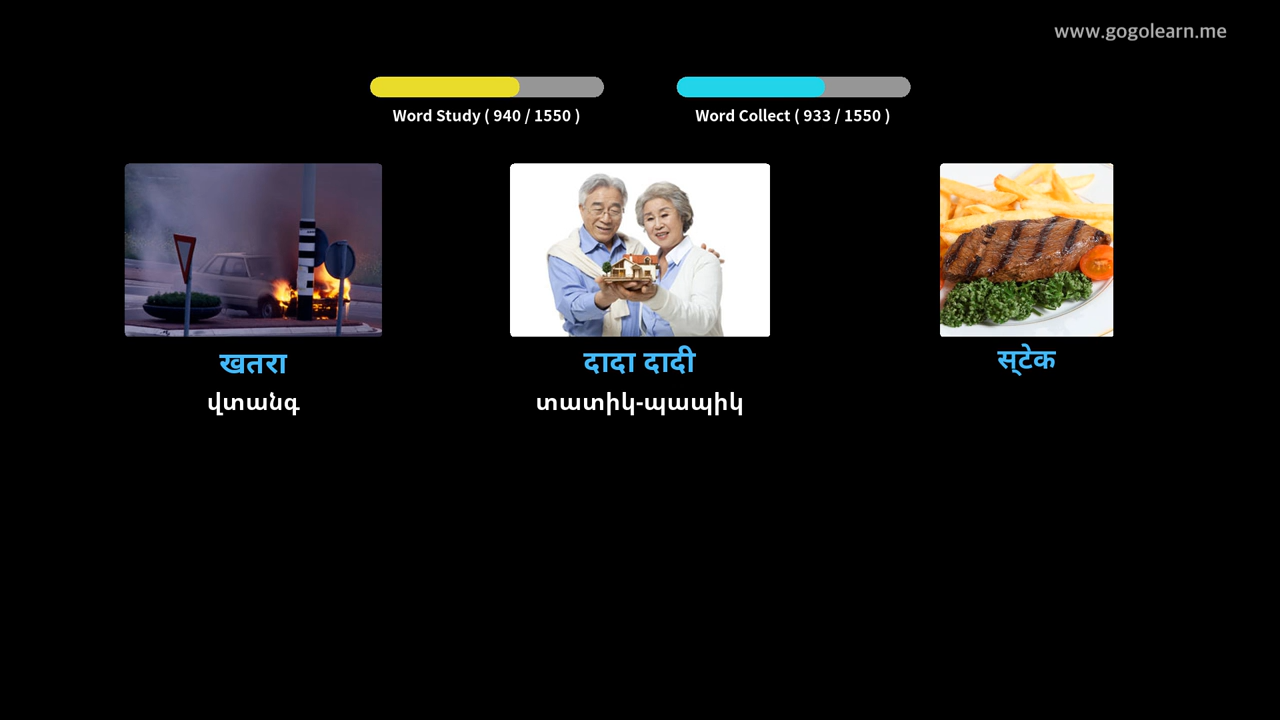 www.gogolearn.me
Word Study ( 940 / 1550 )
Word Collect ( 933 / 1550 )
खतरा
վտանգ
दादा दादी
տատիկ-պապիկ
स्टेक